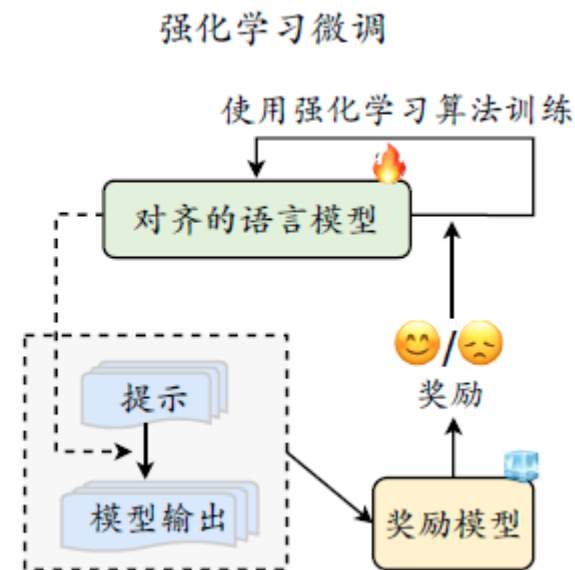 强化学习微调
使用强化学习算法训练
对齐的语言模型
提示
模型输出
/
奖励
奖励模型